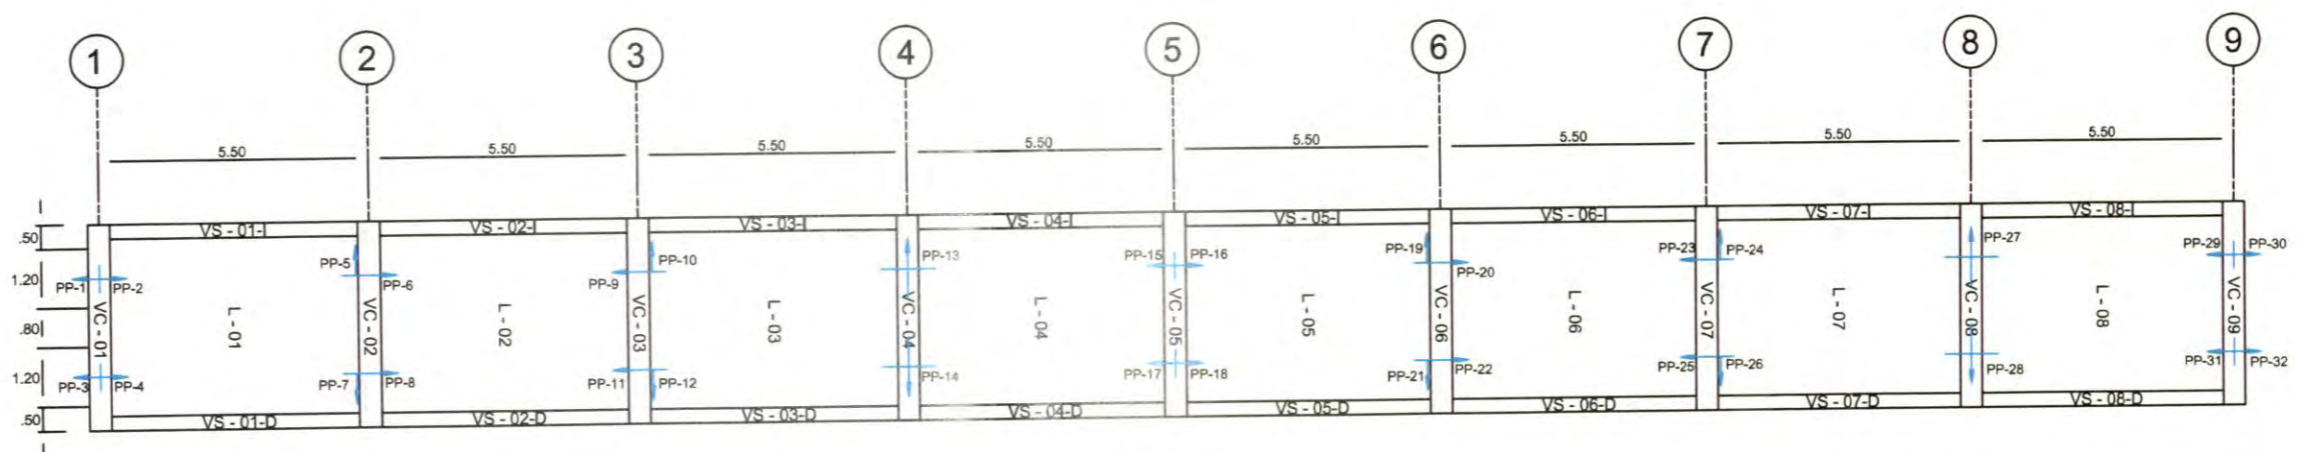 1 2 3 4 5 6 7 8 9
5.50 5.50 5.50 5.50 5.50 5.50 5.50 5.50
.50
1.20
.80
1.20
.50
VS - 01-I VS - 02-I VS - 03-I VS - 04-I VS - 05-I VS - 06-I VS - 07-I VS - 08-I
PP-1 PP-2 PP-5 PP-6 PP-9 PP-10 PP-13 PP-15 PP-16 PP-19 PP-20 PP-23 PP-24 PP-27 PP-29 PP-30
VC - 01 L - 01 VC - 02 L - 02 VC - 03 L - 03 VC - 04 L - 04 VC - 05 L - 05 VC - 06 L - 06 VC - 07 L - 07 VC - 08 L - 08 VC - 09
PP-3 PP-4 PP-7 PP-8 PP-11 PP-12 PP-14 PP-17 PP-18 PP-21 PP-22 PP-25 PP-26 PP-28 PP-31 PP-32
VS - 01-D VS - 02-D VS - 03-D VS - 04-D VS - 05-D VS - 06-D VS - 07-D VS - 08-D